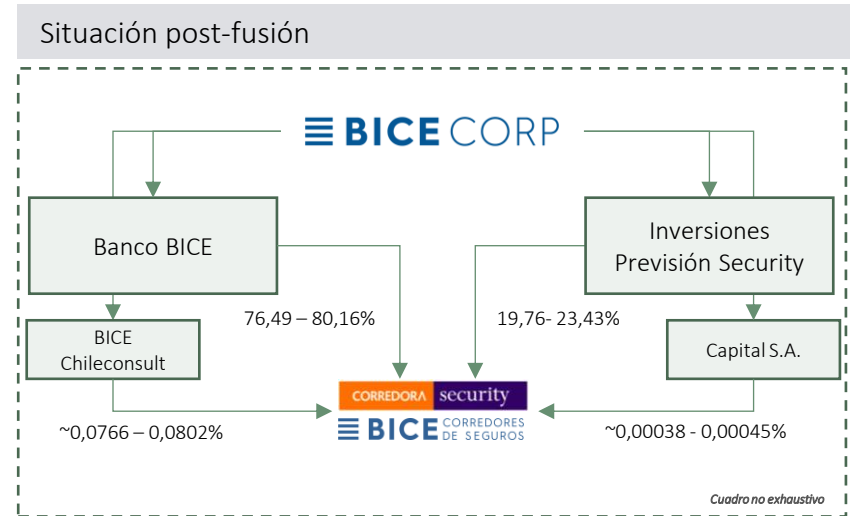 Situación post-fusión
BICE CORP
Banco BICE
Inversiones
Previsión Security
76,49 – 80,16%
19,76- 23,43%
BICE
Chileconsult
Capital S.A.
CORREDORA security
BICE CORREDORES
DE SEGUROS
~0,0766 – 0,0802%
~0,00038 - 0,00045%
Cuadro no exhaustivo